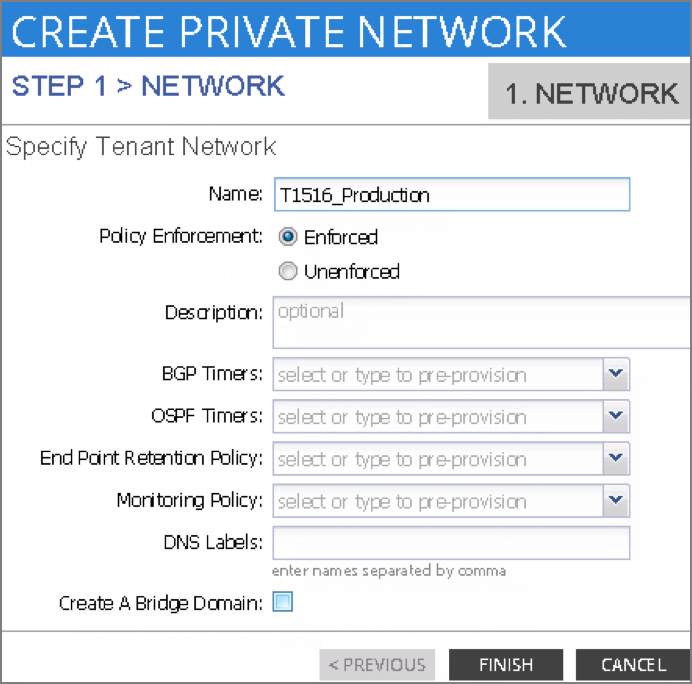 CREATE PRIVATE NETWORK
STEP 1 > NETWORK
1. NETWORK
Specify Tenant Network
Name: T1516_Production
Policy Enforcement: Enforced
Unenforced
Description: optional
BGP Timers: select or type to pre-provision
OSPF Timers: select or type to pre-provision
End Point Retention Policy: select or type to pre-provision
Monitoring Policy: select or type to pre-provision
DNS Labels:
enter names separated by comma
Create A Bridge Domain:
< PREVIOUS FINISH CANCEL